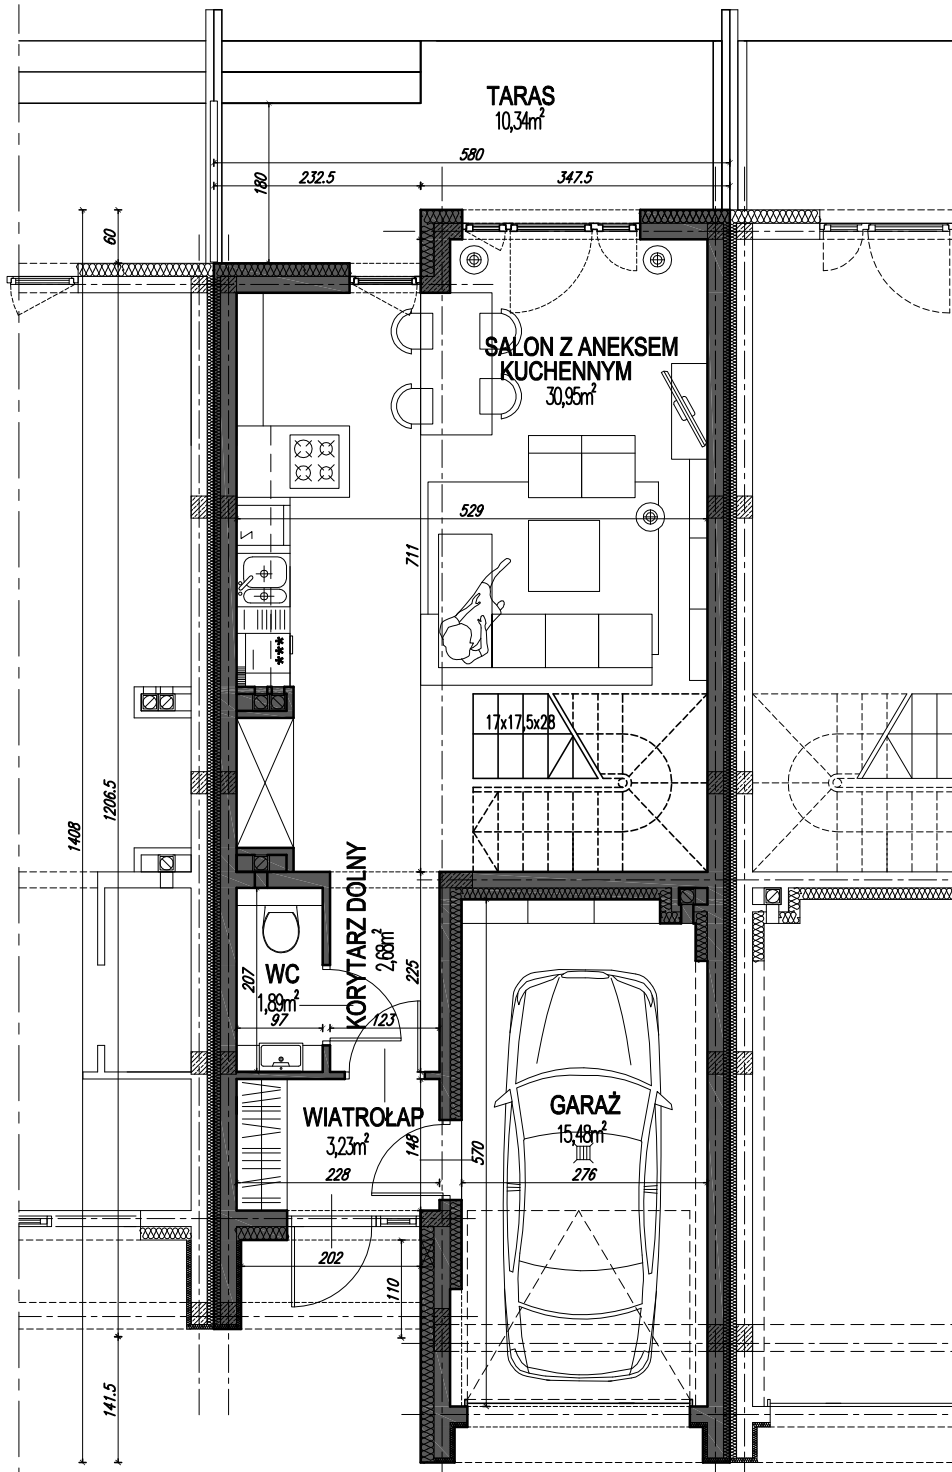 TARAS
10,34m²
580
180
232.5
347.5
60
SALON Z ANEKSEM
KUCHENNYM
30,95m²
529
711
***
17x17,5x28
1206.5
1408
KORYTARZ DOLNY
2,68m²
WC
1,89m²
207
97
123
225
WIATROŁAP
3,23m²
148
228
GARAŻ
15,48m²
570
276
202
110
141.5